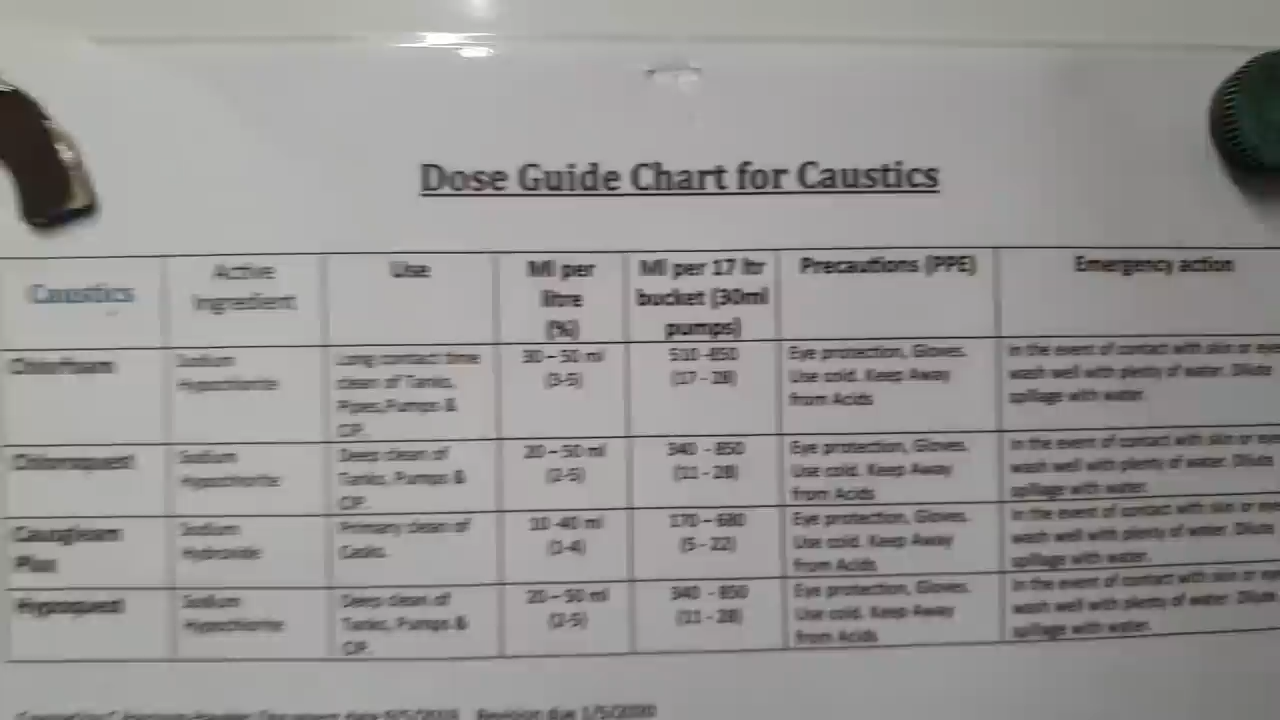 Dose Guide Chart for Caustics
Caustics
Active
Ingredient
Use
Ml per
litre
(%)
Ml per 17 ltr
bucket (30ml
pumps)
Precautions (PPE)
Emergency action
Sodium
Hypochlorite
Long contact time
clean of Tanks,
Pipes, Pumps &
CIP.
30 – 50 ml
(3-5)
510 -850
(17 - 28)
Eye protection, Gloves.
Use cold. Keep Away
from Acids
In the event of contact with skin or eyes
wash well with plenty of water. Dilute
spillage with water.
Sodium
Hypochlorite
Deep clean of
Tanks, Pumps &
CIP.
20 – 50 ml
(2-5)
340 - 850
(11 - 28)
Eye protection, Gloves.
Use cold. Keep Away
from Acids
In the event of contact with skin or eyes
wash well with plenty of water. Dilute
spillage with water.
Plus
Sodium
Hydroxide
Primary clean of
Casks.
10 -40 ml
(1-4)
170 – 680
(5 - 22)
Eye protection, Gloves.
Use cold. Keep Away
from Acids
In the event of contact with skin or eyes
wash well with plenty of water. Dilute
spillage with water.
Sodium
Hypochlorite
Deep clean of
Tanks, Pumps &
CIP.
20 – 50 ml
(2-5)
340 - 850
(11 - 28)
Eye protection, Gloves.
Use cold. Keep Away
from Acids
In the event of contact with skin or eyes
wash well with plenty of water. Dilute
spillage with water.
Revision due 1/5/2020